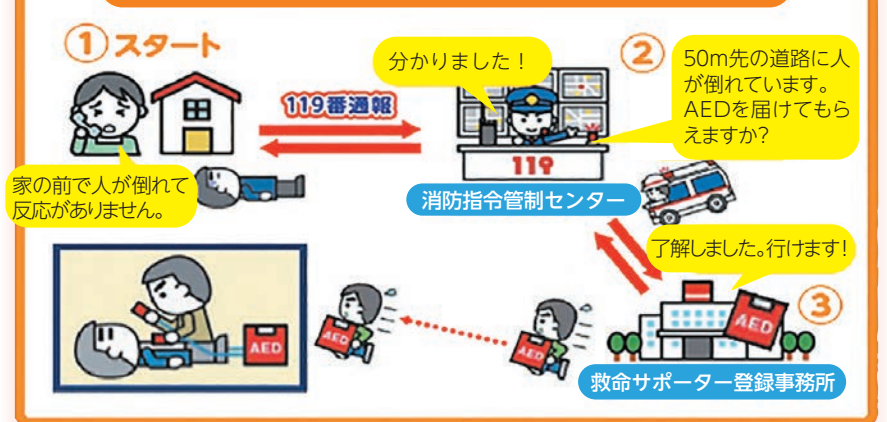 ①スタート
分かりました！
②
50m先の道路に人
が倒れています。
AEDを届けてもら
えますか?
119番通報
119
家の前で人が倒れて
反応がありません。
消防指令管制センター
了解しました。行けます!
③
AED
AED
AED
AED
救命サポーター登録事務所